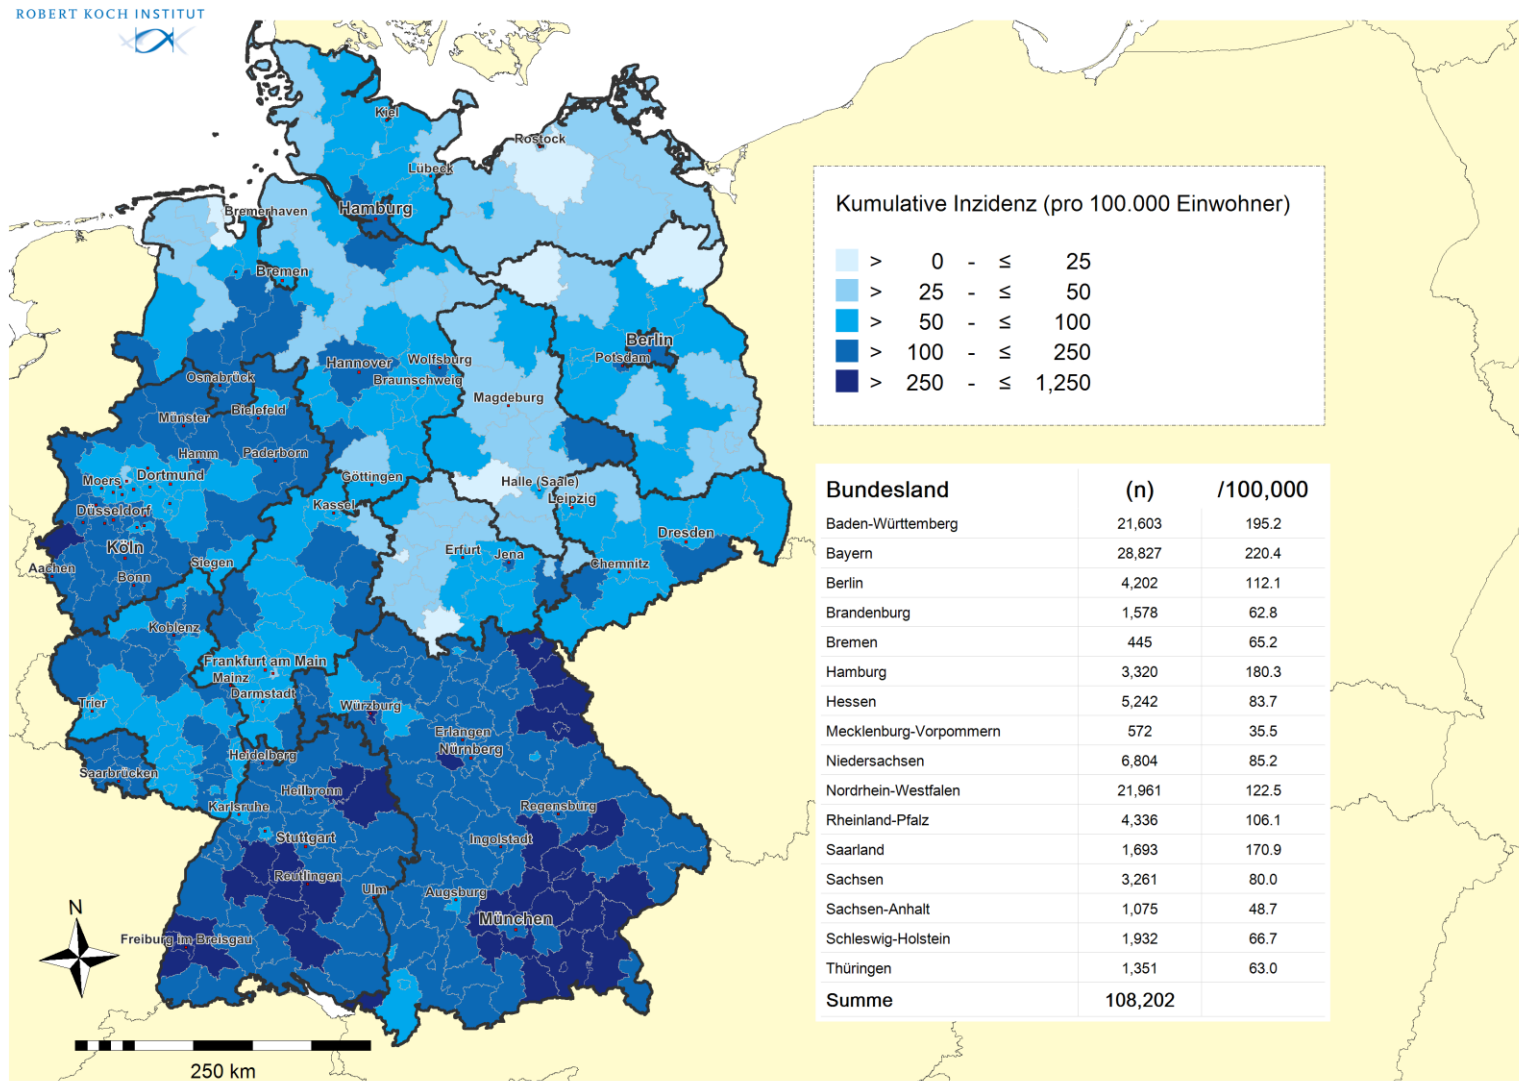 ROBERT KOCH INSTITUT
Kiel
Rostock
Lübeck
Hamburg
Bremerhaven
Bremen
Berlin
Potsdam
Hannover
Wolfsburg
Osnabrück
Braunschweig
Magdeburg
Münster
Bielefeld
Hamm
Paderborn
Moers
Dortmund
Göttingen
Halle (Saale)
Leipzig
Kassel
Düsseldorf
Dresden
Köln
Erfurt
Jena
Chemnitz
Siegen
Aachen
Bonn
Koblenz
Frankfurt am Main
Mainz
Darmstadt
Trier
Würzburg
Erlangen
Nürnberg
Heidelberg
Saarbrücken
Heilbronn
Karlsruhe
Regensburg
Stuttgart
Ingolstadt
Reutlingen
Ulm
Augsburg
München
Freiburg im Breisgau
N
250 km
Kumulative Inzidenz (pro 100.000 Einwohner)
> 0 - ≤ 25
> 25 - ≤ 50
> 50 - ≤ 100
> 100 - ≤ 250
> 250 - ≤ 1,250
Bundesland (n) /100,000
Baden-Württemberg 21,603 195.2
Bayern 28,827 220.4
Berlin 4,202 112.1
Brandenburg 1,578 62.8
Bremen 445 65.2
Hamburg 3,320 180.3
Hessen 5,242 83.7
Mecklenburg-Vorpommern 572 35.5
Niedersachsen 6,804 85.2
Nordrhein-Westfalen 21,961 122.5
Rheinland-Pfalz 4,336 106.1
Saarland 1,693 170.9
Sachsen 3,261 80.0
Sachsen-Anhalt 1,075 48.7
Schleswig-Holstein 1,932 66.7
Thüringen 1,351 63.0
Summe 108,202